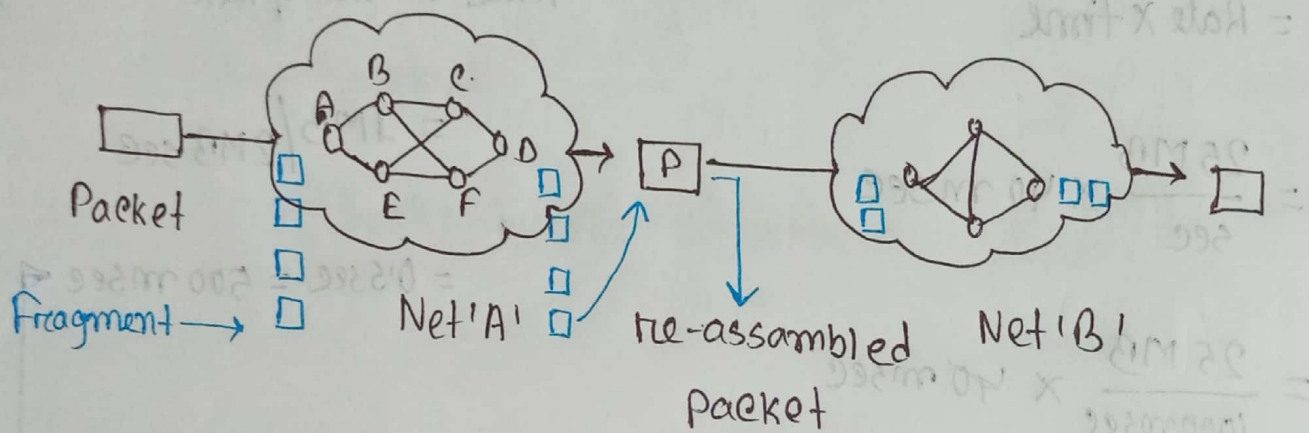 B C.
A
D
P
E F
Packet
Fragment
Net 'A'
re-assambled
Packet
Net 'B'